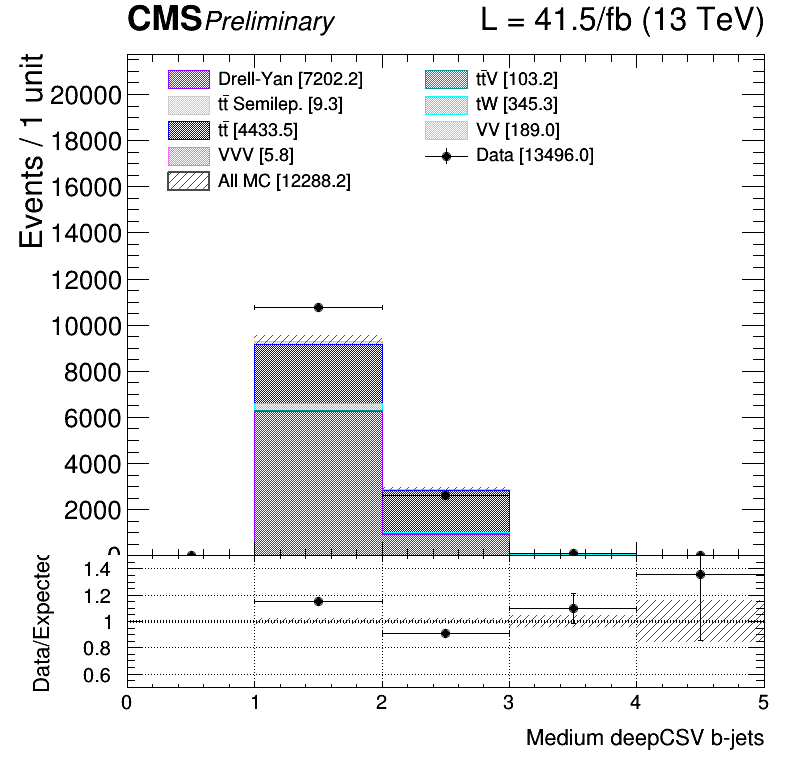 CMS Preliminary L = 41.5/fb (13 TeV)
Events / 1 unit
Drell-Yan [7202.2]
tt̄ Semilep. [9.3]
tt̄ [4433.5]
VVV [5.8]
All MC [12288.2]
tt̄V [103.2]
tW [345.3]
VV [189.0]
Data [13496.0]
20000
18000
16000
14000
12000
10000
8000
6000
4000
2000
0
Data/Expected
1.4
1.2
1
0.8
0.6
0 1 2 3 4 5
Medium deepCSV b-jets